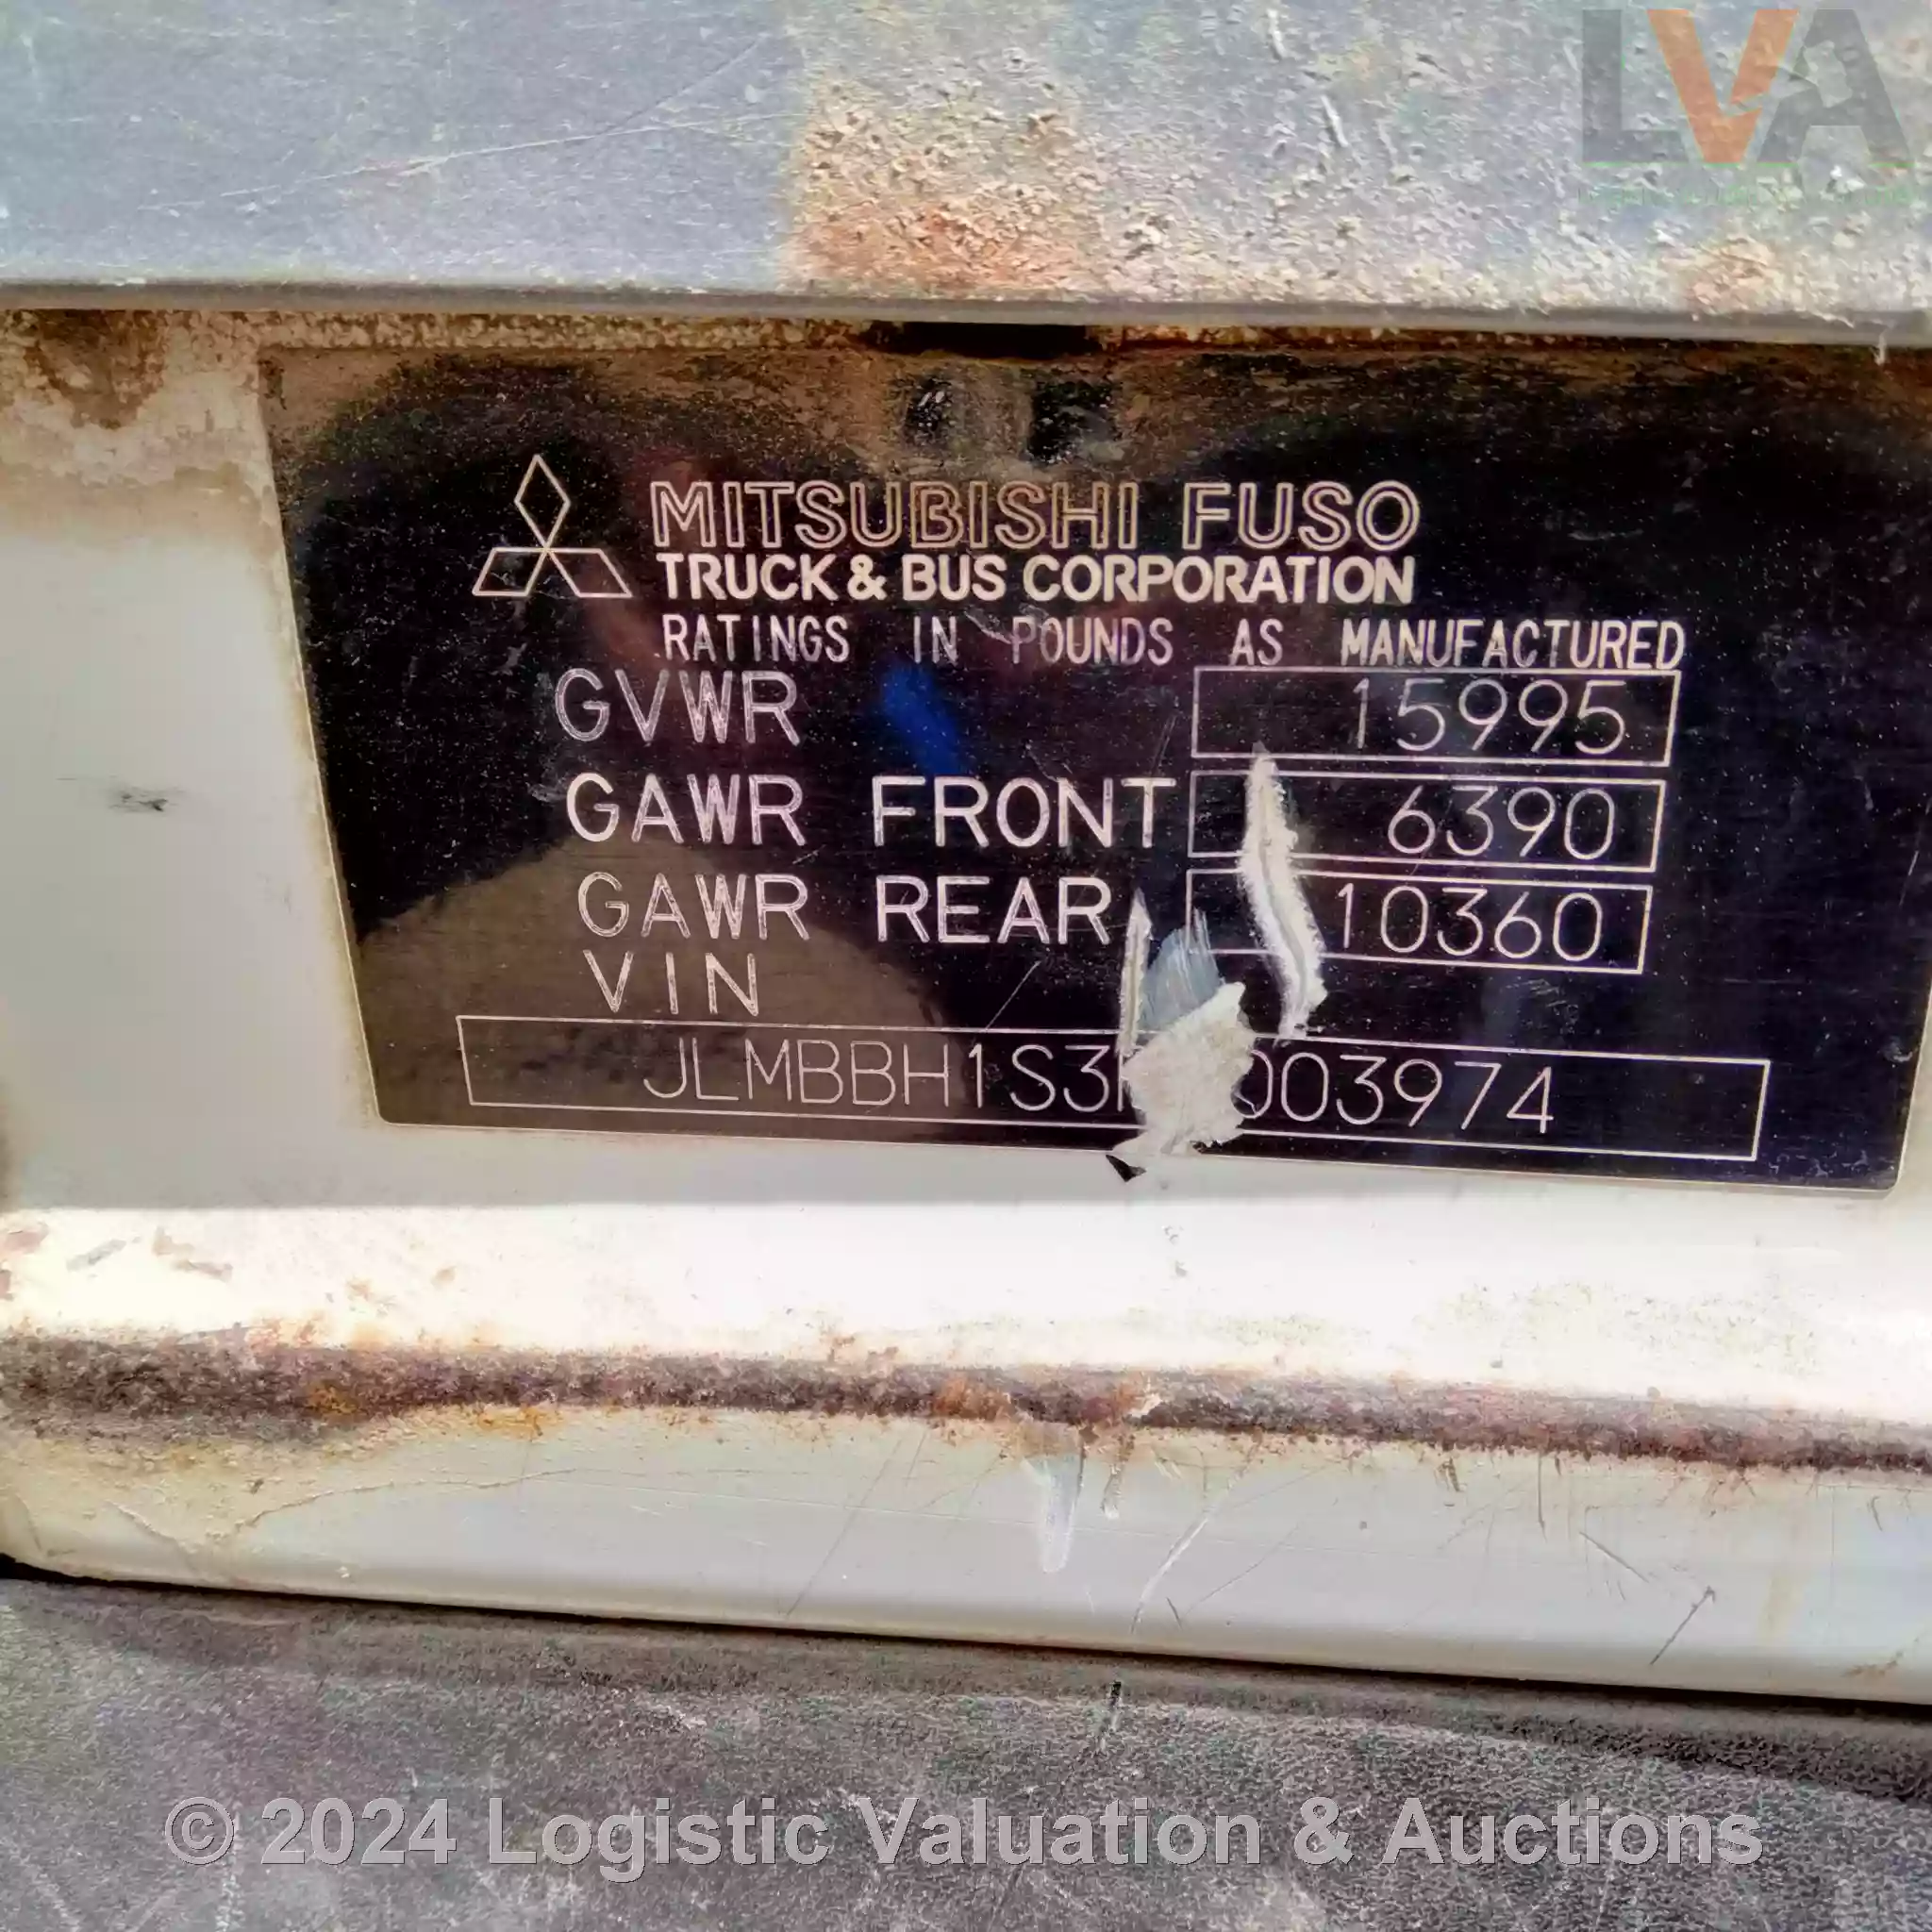 LVA
MITSUBISHI FUSO
TRUCK & BUS CORPORATION
RATINGS IN POUNDS AS MANUFACTURED
GVWR 15995
GAWR FRONT 6390
GAWR REAR 10360
VIN
© 2024 Logistic Valuation & Auctions